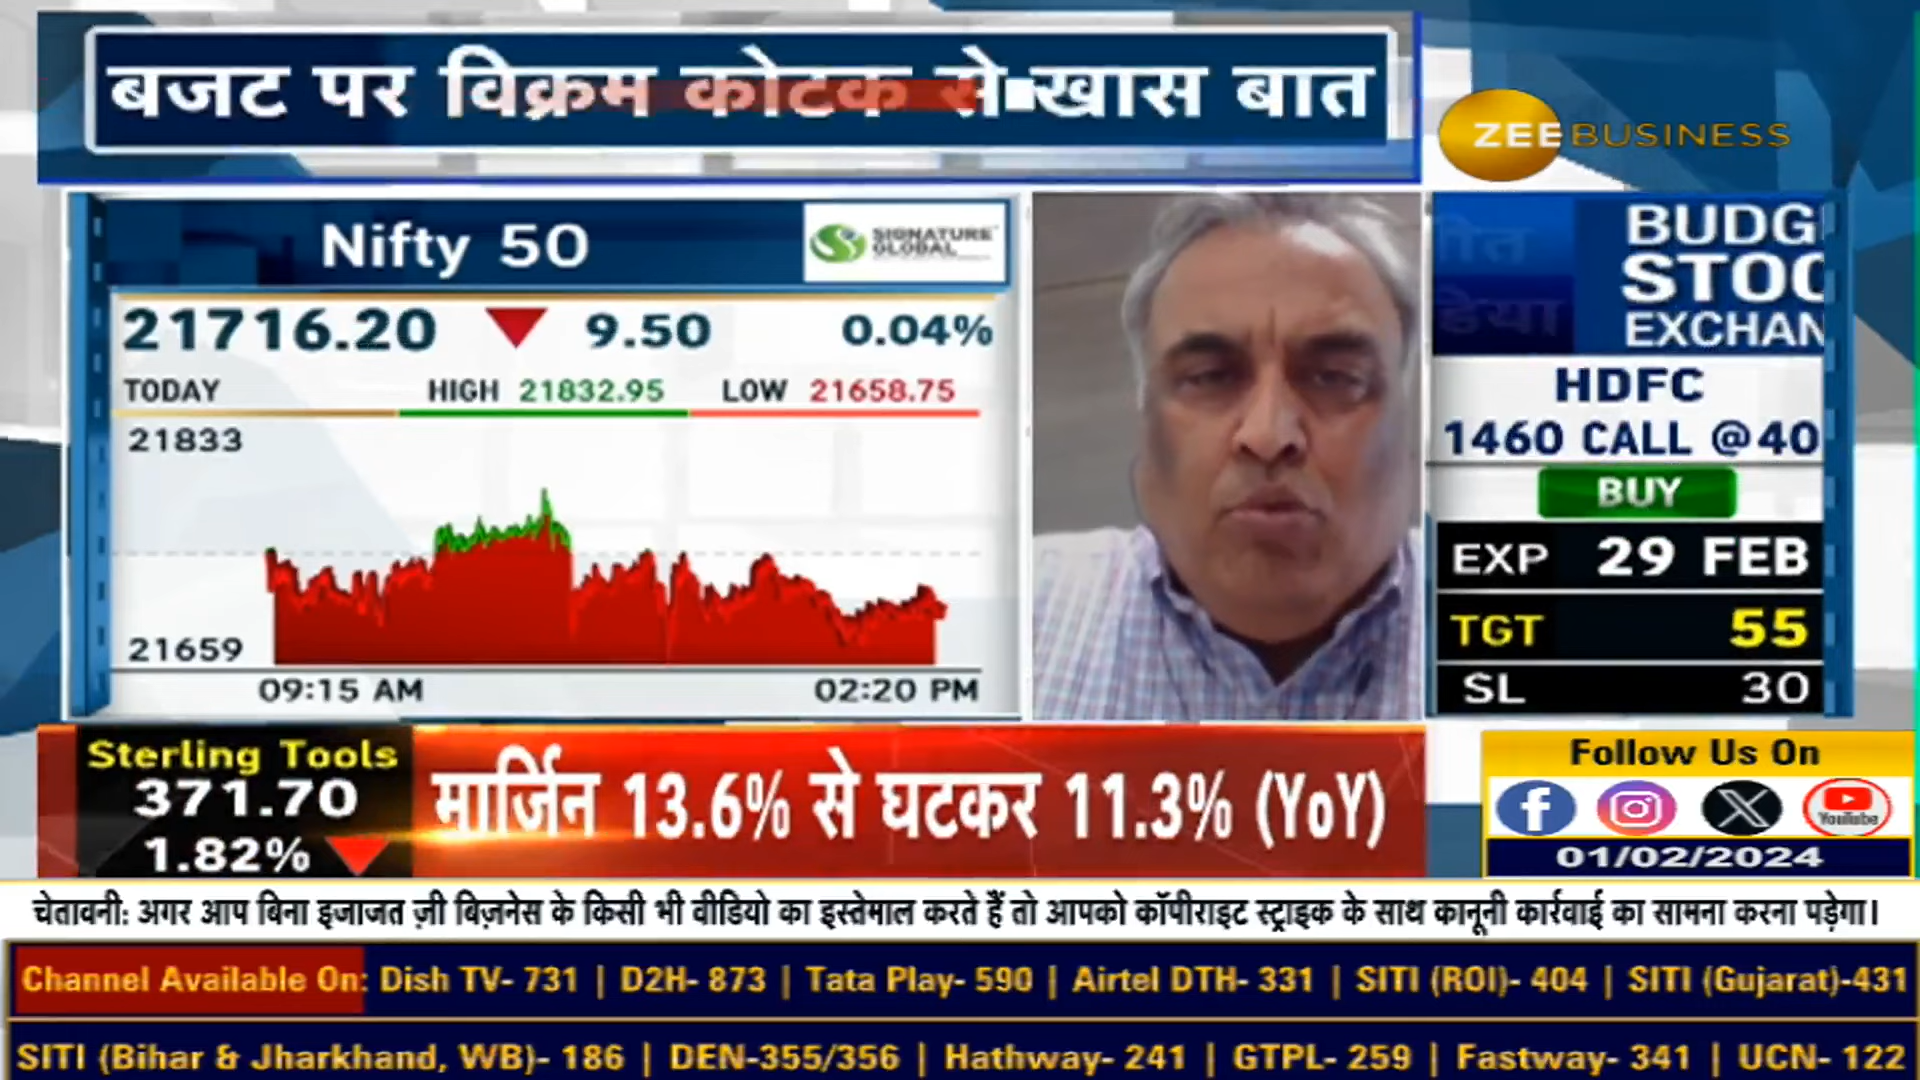 बजट पर विक्रम कोटक से खास बात
ZEE BUSINESS
Nifty 50
SIGNATURE GLOBAL
21716.20 9.50 0.04%
TODAY HIGH 21832.95 LOW 21658.75
21833
21659
09:15 AM 02:20 PM
BUDG
STOC
EXCHAN
HDFC
1460 CALL @40
BUY
EXP 29 FEB
TGT 55
SL 30
Sterling Tools
371.70
1.82%
मार्जिन 13.6% से घटकर 11.3% (YoY)
Follow Us On
YouTube
01/02/2024
चेतावनी: अगर आप बिना इजाजत ज़ी बिज़नेस के किसी भी वीडियो का इस्तेमाल करते हैं तो आपको कॉपीराइट स्ट्राइक के साथ कानूनी कार्रवाई का सामना करना पड़ेगा।
Channel Available On: Dish TV- 731 | D2H- 873 | Tata Play- 590 | Airtel DTH- 331 | SITI (ROI)- 404 | SITI (Gujarat)-431
SITI (Bihar & Jharkhand, WB)- 186 | DEN-355/356 | Hathway- 241 | GTPL- 259 | Fastway- 341 | UCN- 122